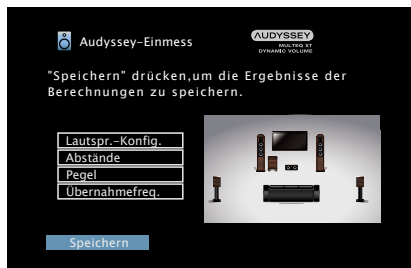 Audyssey-Einmess
AUDYSSEY
MULTEQ XT
DYNAMIC VOLUME
"Speichern" drücken,um die Ergebnisse der
Berechnungen zu speichern.
Lautspr.-Konfig.
Abstände
Pegel
Übernahmefreq.
Speichern